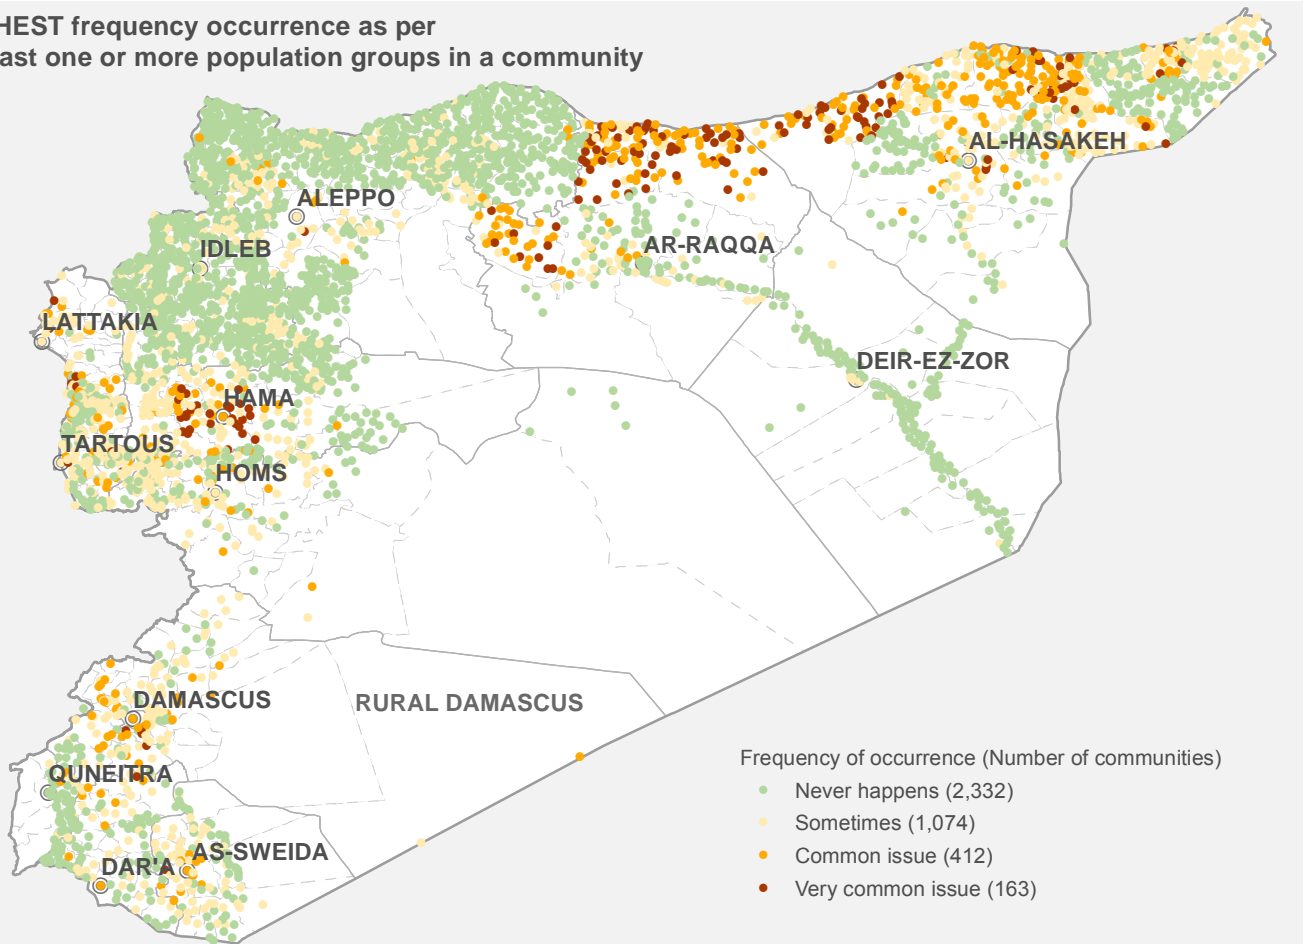 HEST frequency occurrence as per
ast one or more population groups in a community
ALEPPO
AL-HASAKEH
IDLEB
AR-RAQQA
LATTAKIA
DEIR-EZ-ZOR
HAMA
TARTOUS
HOMS
DAMASCUS
RURAL DAMASCUS
QUNEITRA
DAR'A
AS-SWEIDA
Frequency of occurrence (Number of communities)
Never happens (2,332)
Sometimes (1,074)
Common issue (412)
Very common issue (163)